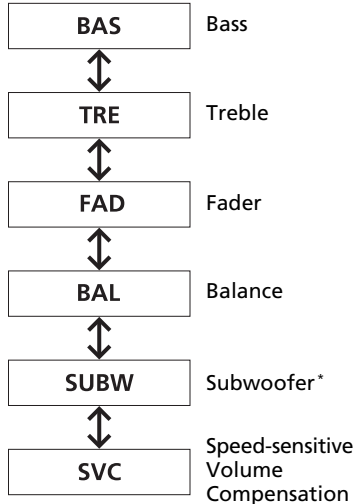 BAS Bass
TRE Treble
FAD Fader
BAL Balance
SUBW Subwoofer*
SVC Speed-sensitive
Volume
Compensation